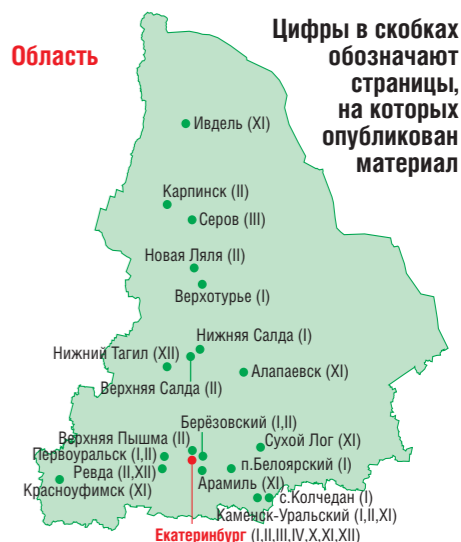 Область
Цифры в скобках
обозначают
страницы,
на которых
опубликован
материал
Ивдель (XI)
Карпинск (II)
Серов (III)
Новая Ляля (II)
Верхотурье (I)
Нижняя Салда (I)
Нижний Тагил (XII)
Алапаевск (XI)
Верхняя Салда (II)
Берёзовский (I,II)
Верхняя Пышма (II)
Сухой Лог (XI)
Первоуральск (I,II)
п.Белоярский (I)
Ревда (II,XII)
Арамиль (XI)
Красноуфимск (XI)
с.Колчедан (I)
Каменск-Уральский (I,II,XI)
Екатеринбург (I,II,III,IV,X,XI,XII)